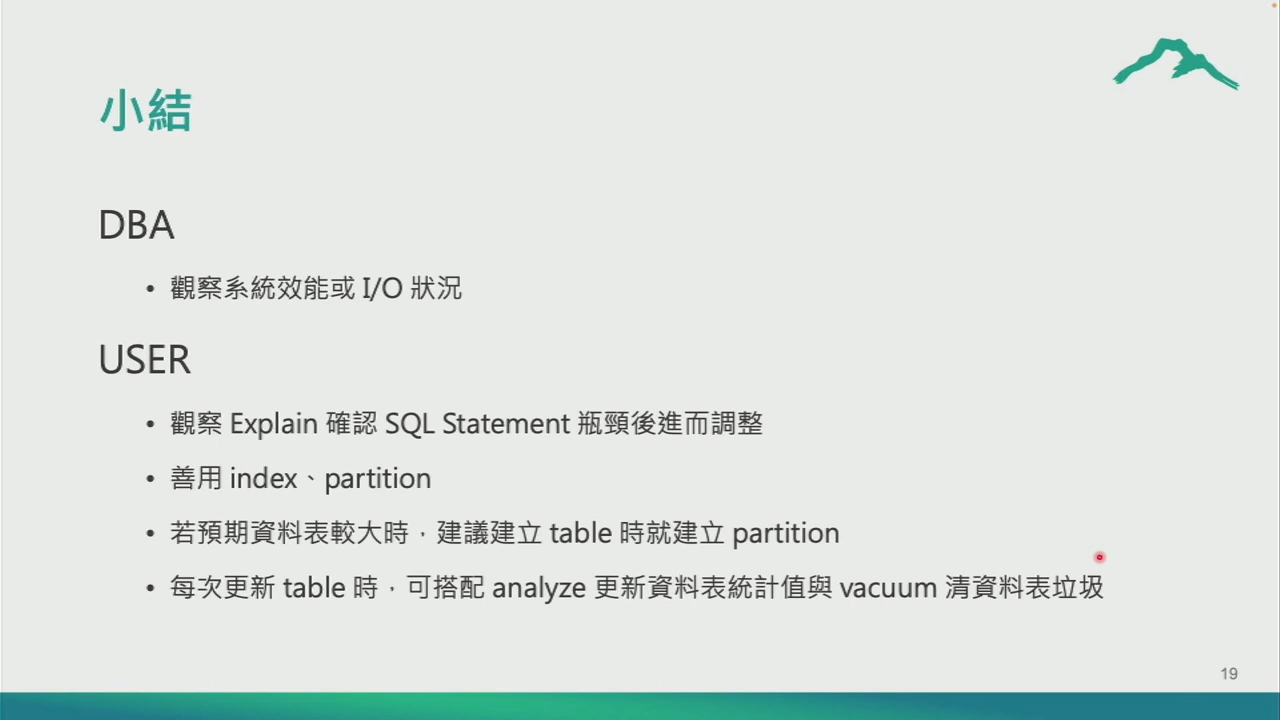 小結
DBA
• 觀察系統效能或 I/O 狀況
USER
• 觀察 Explain 確認 SQL Statement 瓶頸後進而調整
• 善用 index、partition
• 若預期資料表較大時，建議建立 table 時就建立 partition
• 每次更新 table 時，可搭配 analyze 更新資料表統計值與 vacuum 清資料表垃圾
19